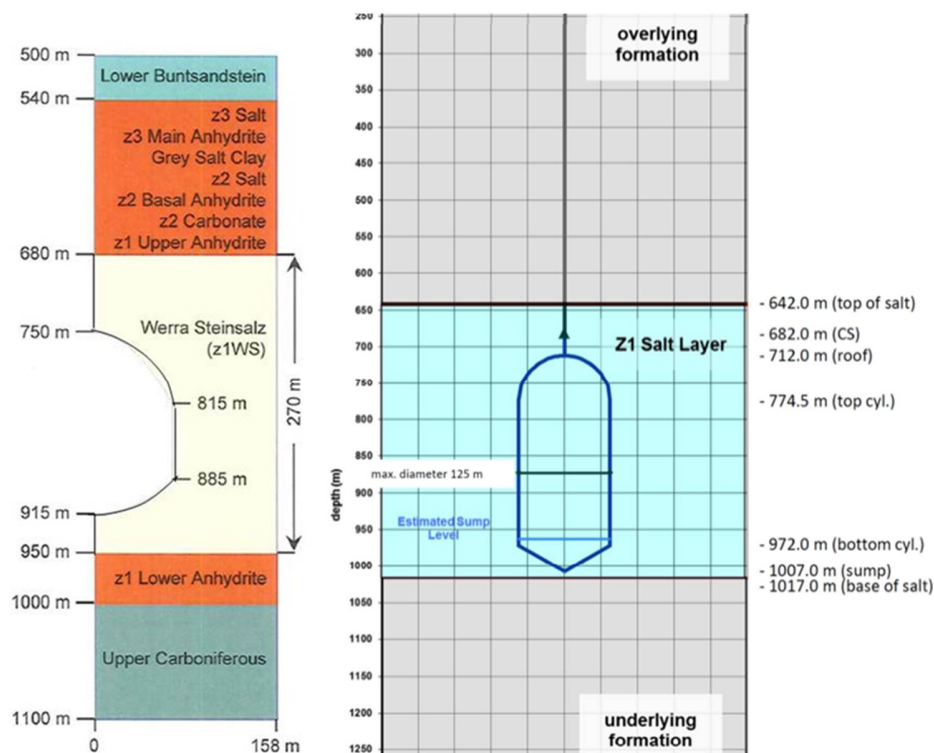 500 m
Lower Buntsandstein
540 m
z3 Salt
z3 Main Anhydrite
Grey Salt Clay
z2 Salt
z2 Basal Anhydrite
z2 Carbonate
z1 Upper Anhydrite
680 m
750 m
Werra Steinsalz
(z1WS)
815 m
270 m
885 m
915 m
950 m
z1 Lower Anhydrite
1000 m
Upper Carboniferous
1100 m
0
158 m
250
300
350
400
450
500
550
600
650
700
750
800
850
900
950
1000
1050
1100
1150
1200
1250
depth (m)
overlying
formation
Z1 Salt Layer
max. diameter 125 m
Estimated Sump
Level
underlying
formation
- 642.0 m (top of salt)
- 682.0 m (CS)
- 712.0 m (roof)
- 774.5 m (top cyl.)
- 972.0 m (bottom cyl.)
- 1007.0 m (sump)
- 1017.0 m (base of salt)